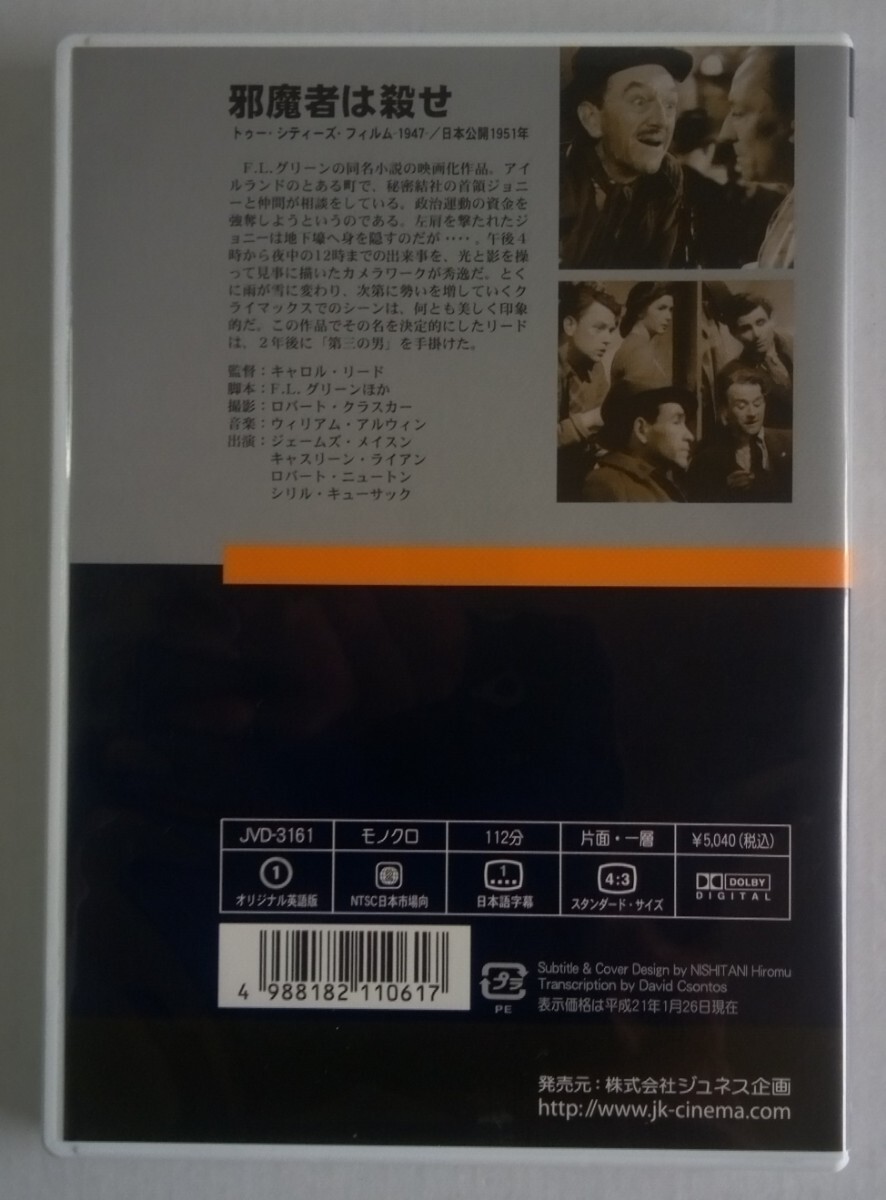 邪魔者は殺せ
トゥー・シティーズ・フィルム-1947-／日本公開1951年
F.L.グリーンの同名小説の映画化作品。アイ
ルランドのとある町で、秘密結社の首領ジョニ
ーと仲間が相談をしている。政治運動の資金を
強奪しようというのである。左肩を撃たれたジ
ョニーは地下壕へ身を隠すのだが‥‥。午後４
時から夜中の12時までの出来事を、光と影を操
って見事に描いたカメラワークが秀逸だ。とく
に雨が雪に変わり、次第に勢いを増していくク
ライマックスでのシーンは、何とも美しく印象
的だ。この作品でその名を決定的にしたリード
は、２年後に「第三の男」を手掛けた。
監督：キャロル・リード
脚本：F.L.グリーンほか
撮影：ロバート・クラスカー
音楽：ウィリアム・アルウィン
出演：ジェームズ・メイスン
キャスリーン・ライアン
ロバート・ニュートン
シリル・キューサック
JVD-3161 モノクロ 112分 片面・一層 ￥5,040(税込)
1 1 4:3 DOLBY
DIGITAL
オリジナル英語版 NTSC日本市場向 日本語字幕 スタンダード・サイズ
4 988182 110617
プラ
PE
Subtitle & Cover Design by NISHITANI Hiromu
Transcription by David Csontos
表示価格は平成21年1月26日現在
発売元：株式会社ジュネス企画
http://www.jk-cinema.com